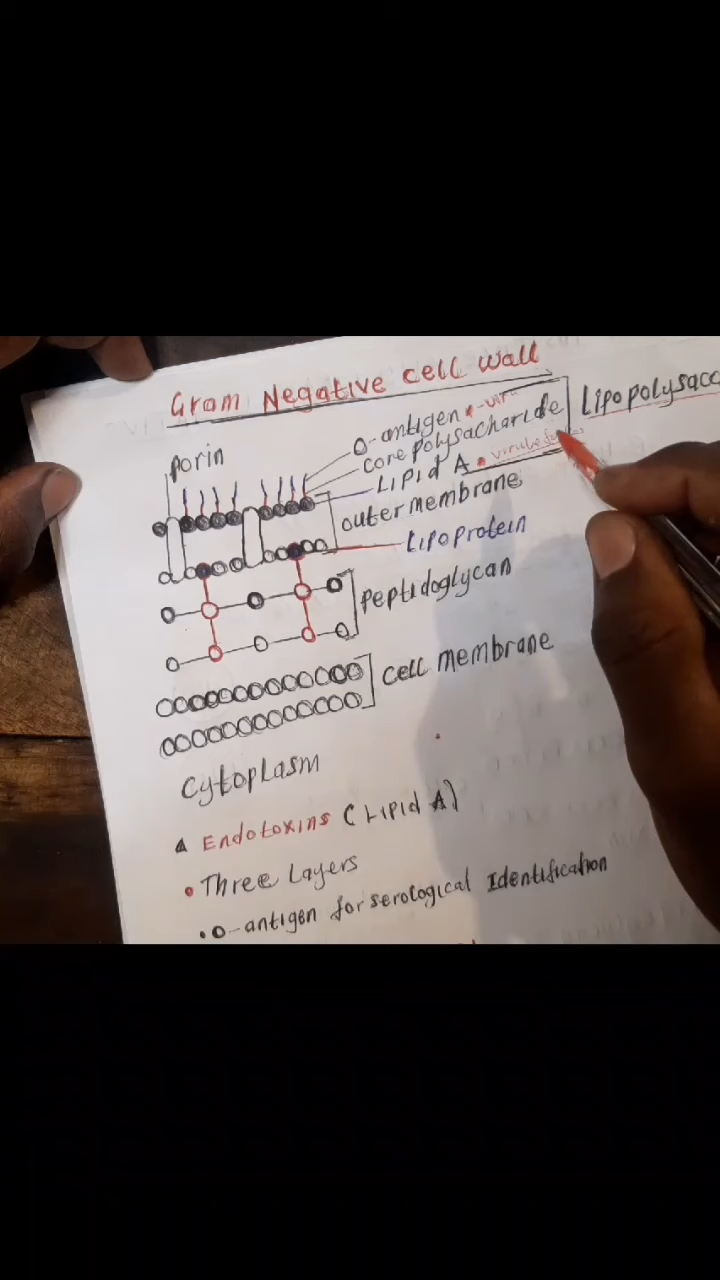 Gram Negative cell wall
Porin
O-antigen
core polysacharide
Lipid A
Lipopolysacc
outer membrane
Lipoprotein
Peptidoglycan
cell membrane
Cytoplasm
Endotoxins (Lipid A)
Three Layers
O-antigen for serological Identification